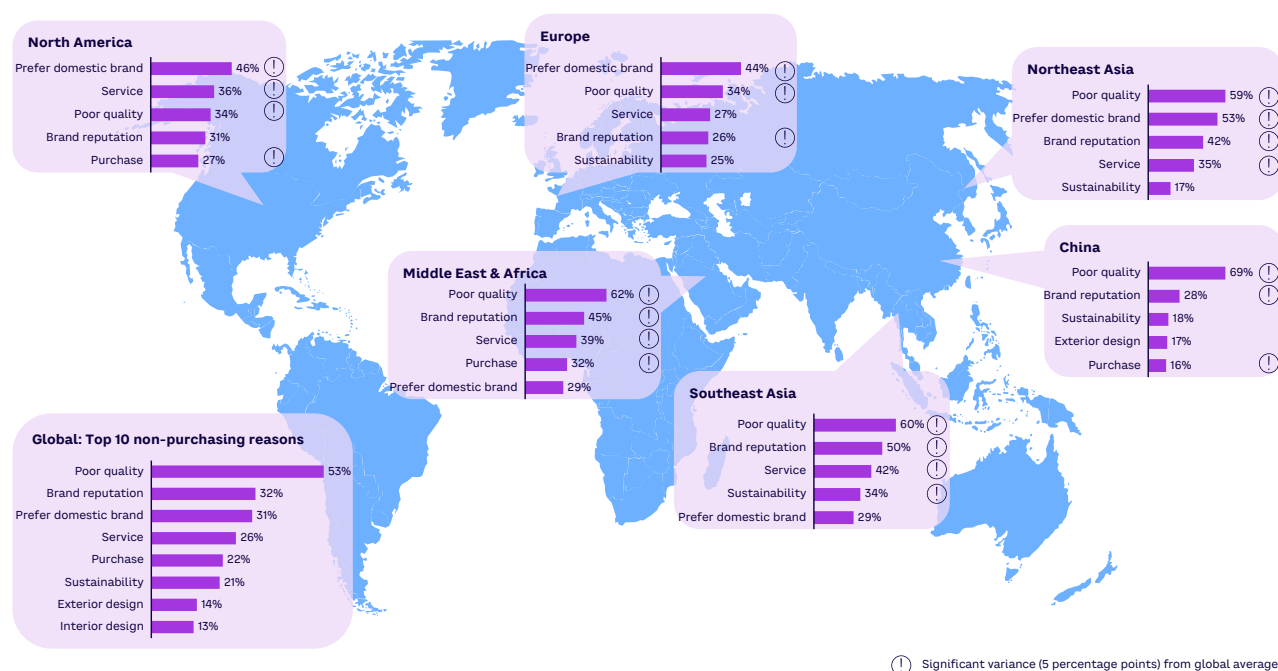 North America
Prefer domestic brand 46%
Service 36%
Poor quality 34%
Brand reputation 31%
Purchase 27%
Europe
Prefer domestic brand 44%
Poor quality 34%
Service 27%
Brand reputation 26%
Sustainability 25%
Northeast Asia
Poor quality 59%
Prefer domestic brand 53%
Brand reputation 42%
Service 35%
Sustainability 17%
Middle East & Africa
Poor quality 62%
Brand reputation 45%
Service 39%
Purchase 32%
Prefer domestic brand 29%
China
Poor quality 69%
Brand reputation 28%
Sustainability 18%
Exterior design 17%
Purchase 16%
Southeast Asia
Poor quality 60%
Brand reputation 50%
Service 42%
Sustainability 34%
Prefer domestic brand 29%
Global: Top 10 non-purchasing reasons
Poor quality 53%
Brand reputation 32%
Prefer domestic brand 31%
Service 26%
Purchase 22%
Sustainability 21%
Exterior design 14%
Interior design 13%
! Significant variance (5 percentage points) from global average